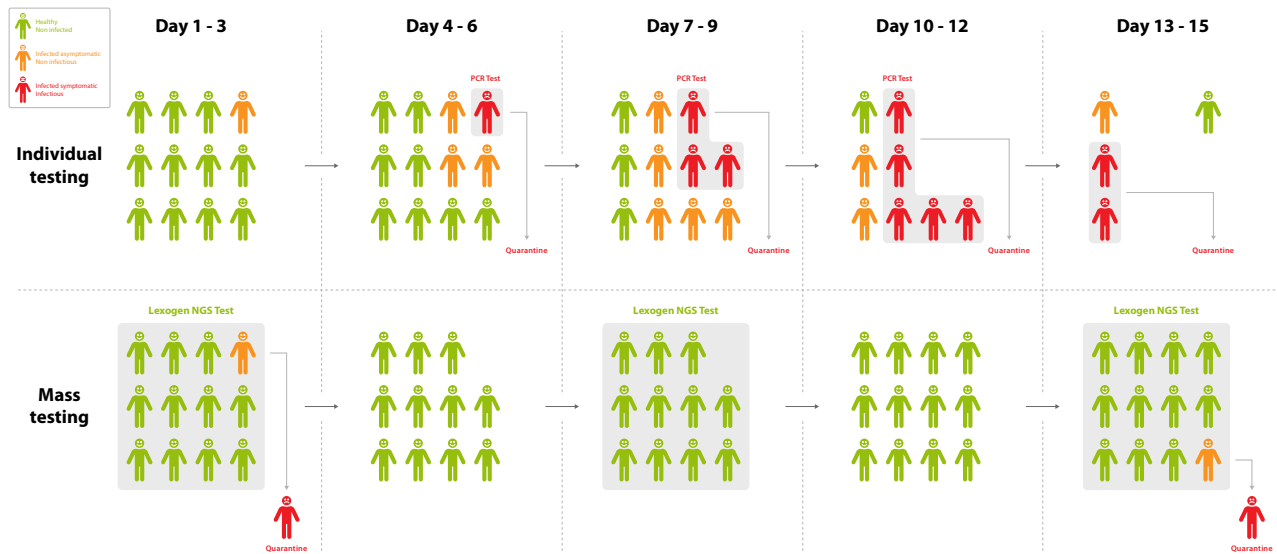 Healthy
Non infected
Infected asymptomatic
Non infectious
Infected symptomatic
Infectious
Day 1 - 3
Day 4 - 6
Day 7 - 9
Day 10 - 12
Day 13 - 15
Individual
testing
PCR Test
Quarantine
PCR Test
Quarantine
PCR Test
Quarantine
Quarantine
Mass
testing
Lexogen NGS Test
Quarantine
Lexogen NGS Test
Lexogen NGS Test
Quarantine